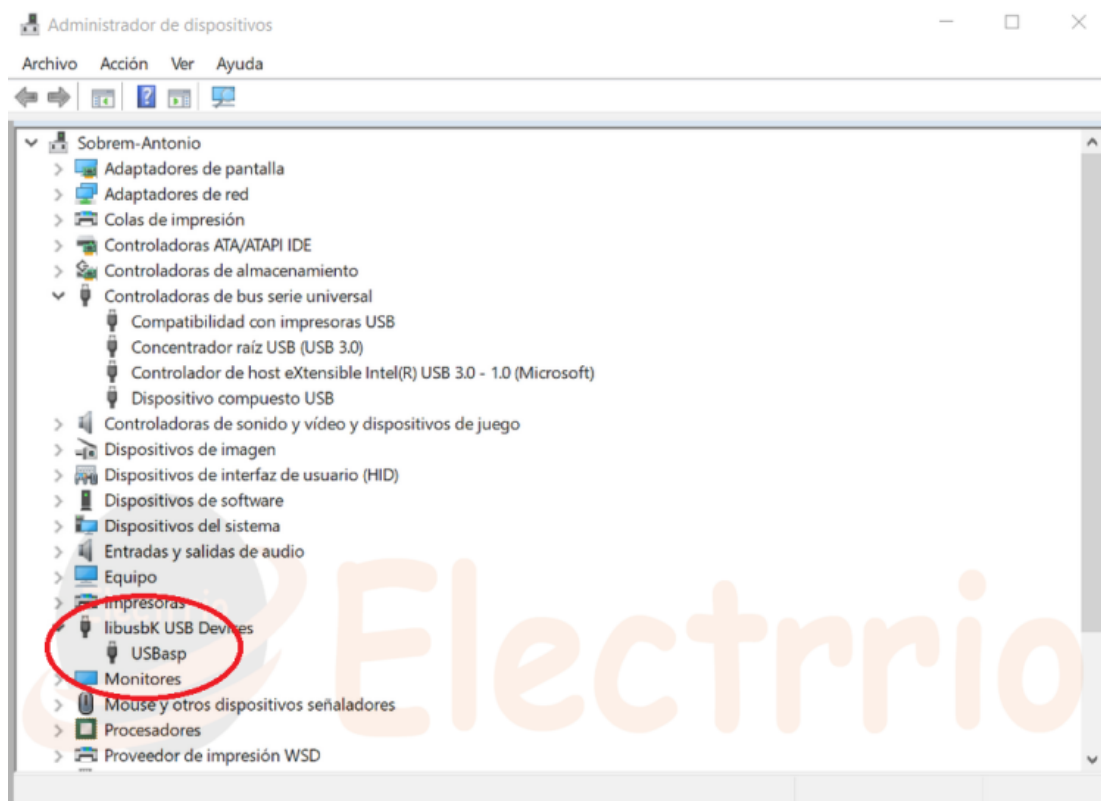 Administrador de dispositivos
Archivo Acción Ver Ayuda
Sobrem-Antonio
Adaptadores de pantalla
Adaptadores de red
Colas de impresión
Controladoras ATA/ATAPI IDE
Controladoras de almacenamiento
Controladoras de bus serie universal
Compatibilidad con impresoras USB
Concentrador raíz USB (USB 3.0)
Controlador de host eXtensible Intel(R) USB 3.0 - 1.0 (Microsoft)
Dispositivo compuesto USB
Controladoras de sonido y vídeo y dispositivos de juego
Dispositivos de imagen
Dispositivos de interfaz de usuario (HID)
Dispositivos de software
Dispositivos del sistema
Entradas y salidas de audio
Equipo
Impresoras
libusbK USB Devices
USBasp
Monitores
Mouse y otros dispositivos señaladores
Procesadores
Proveedor de impresión WSD
Electrrio